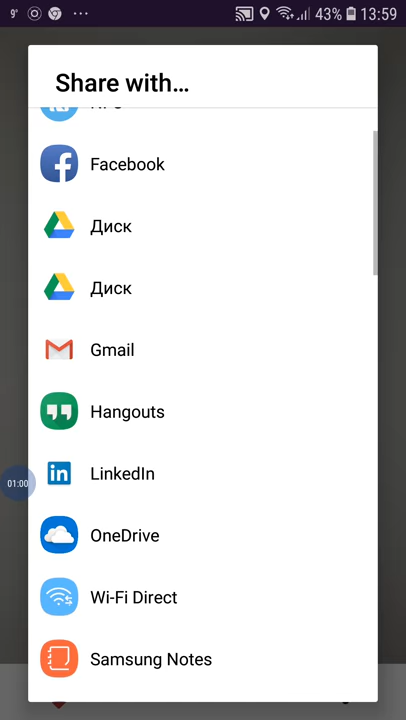 9° 43% 13:59
Share with...
Facebook
Диск
Диск
Gmail
Hangouts
in LinkedIn
01:00
OneDrive
Wi-Fi Direct
Samsung Notes